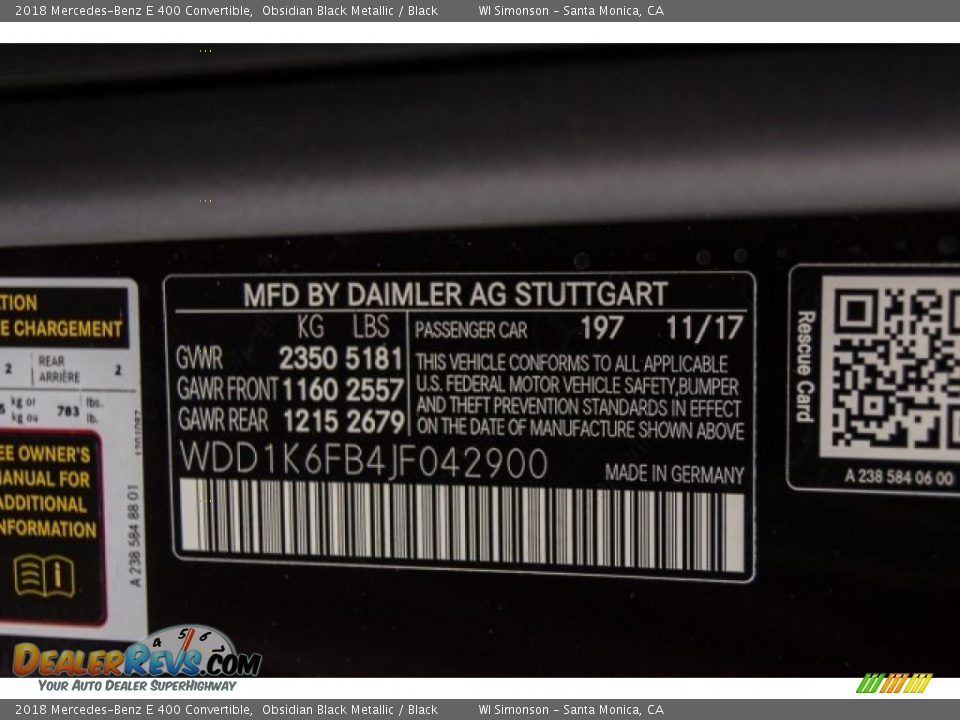 2018 Mercedes-Benz E 400 Convertible, Obsidian Black Metallic / Black WI Simonson - Santa Monica, CA
MFD BY DAIMLER AG STUTTGART
KG LBS
GVWR 2350 5181
GAWR FRONT 1160 2557
GAWR REAR 1215 2679
PASSENGER CAR 197 11/17
THIS VEHICLE CONFORMS TO ALL APPLICABLE
U.S. FEDERAL MOTOR VEHICLE SAFETY,BUMPER
AND THEFT PREVENTION STANDARDS IN EFFECT
ON THE DATE OF MANUFACTURE SHOWN ABOVE
WDD1K6FB4JF042900
MADE IN GERMANY
Rescue Card
A 238 584 06 00
CHARGEMENT
2 REAR 2
ARRIÈRE
kg or 783 lbs.
kg ou lb.
OWNER'S
FOR
A 238 584 88 01
4 5 6 7
DEALERREVS.COM
YOUR AUTO DEALER SUPERHIGHWAY
2018 Mercedes-Benz E 400 Convertible, Obsidian Black Metallic / Black WI Simonson - Santa Monica, CA